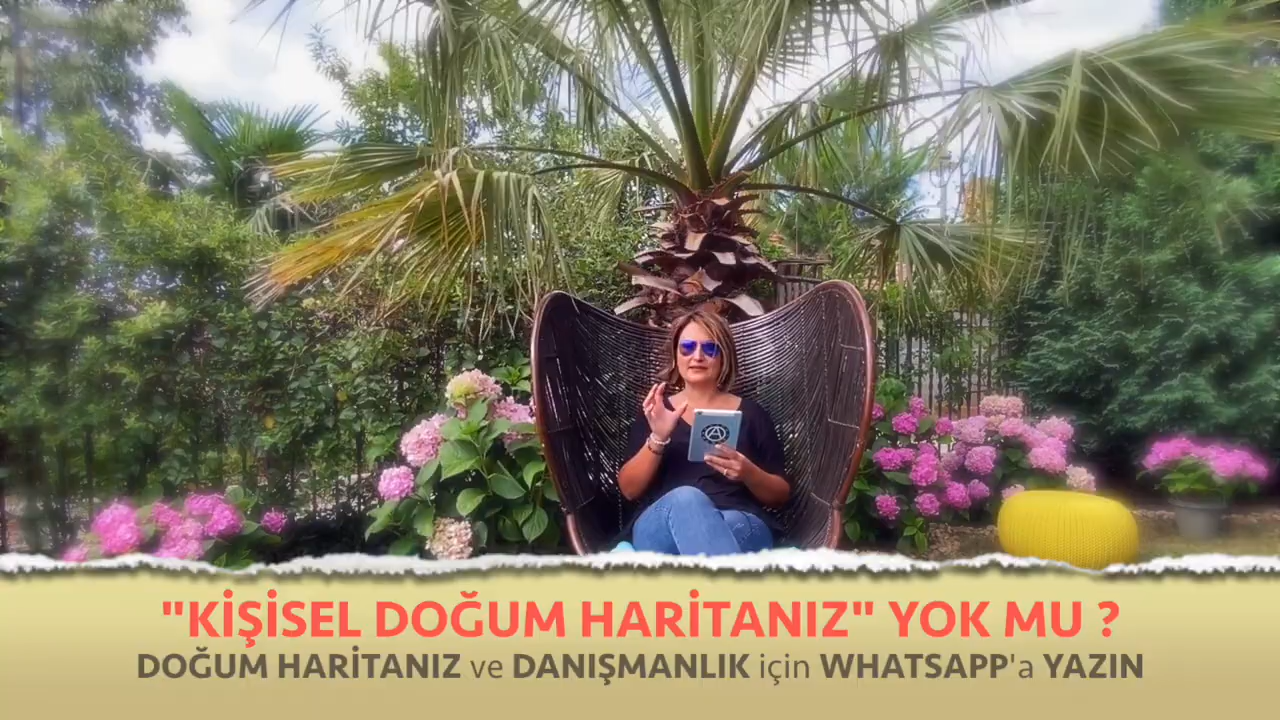 "KİŞİSEL DOĞUM HARİTANIZ" YOK MU ?
DOĞUM HARİTANIZ ve DANIŞMANLIK için WHATSAPP'a YAZIN